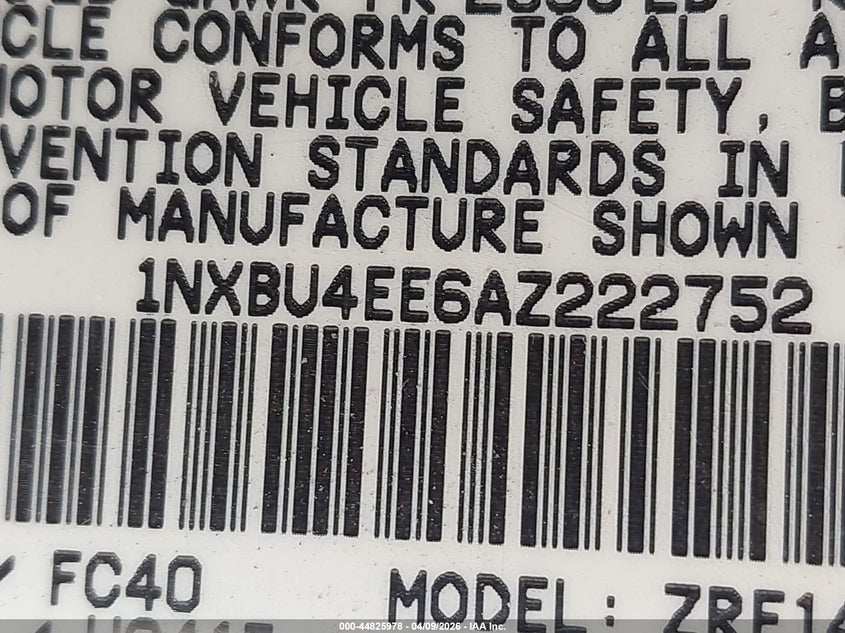 CLE CONFORMS TO ALL A
MOTOR VEHICLE SAFETY, B
VENTION STANDARDS IN
OF MANUFACTURE SHOWN
1NXBU4EE6AZ222752
FC40
MODEL: ZRE14
000-44825978 - 04/09/2026 - IAA Inc.